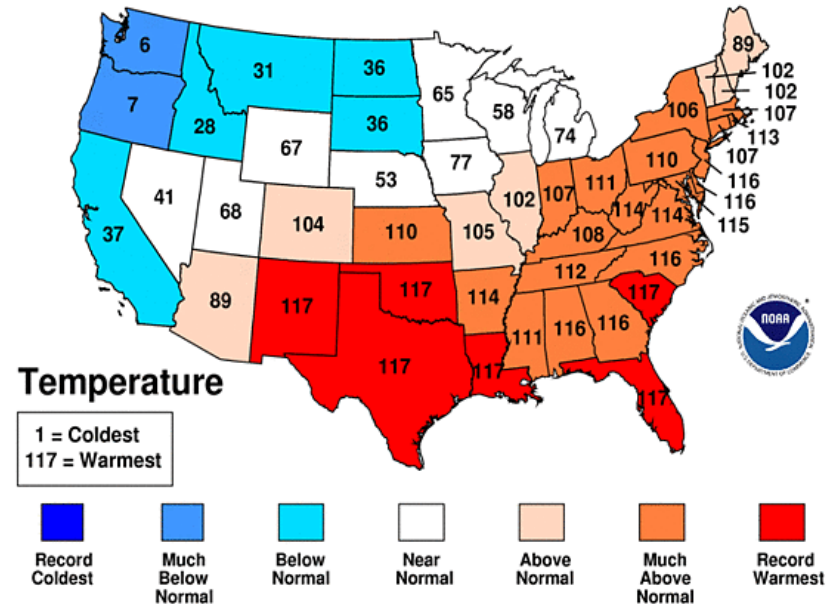 6
7
31
28
36
36
37
41
67
68
53
65
58
74
77
89
104
110
105
102
107
111
110
106
89
102
102
107
113
107
116
116
115
114
114
108
112
116
117
117
117
114
117
111
116
116
117
117
89
NOAA
Temperature
1 = Coldest
117 = Warmest
Record
Coldest
Much
Below
Normal
Below
Normal
Near
Normal
Above
Normal
Much
Above
Normal
Record
Warmest